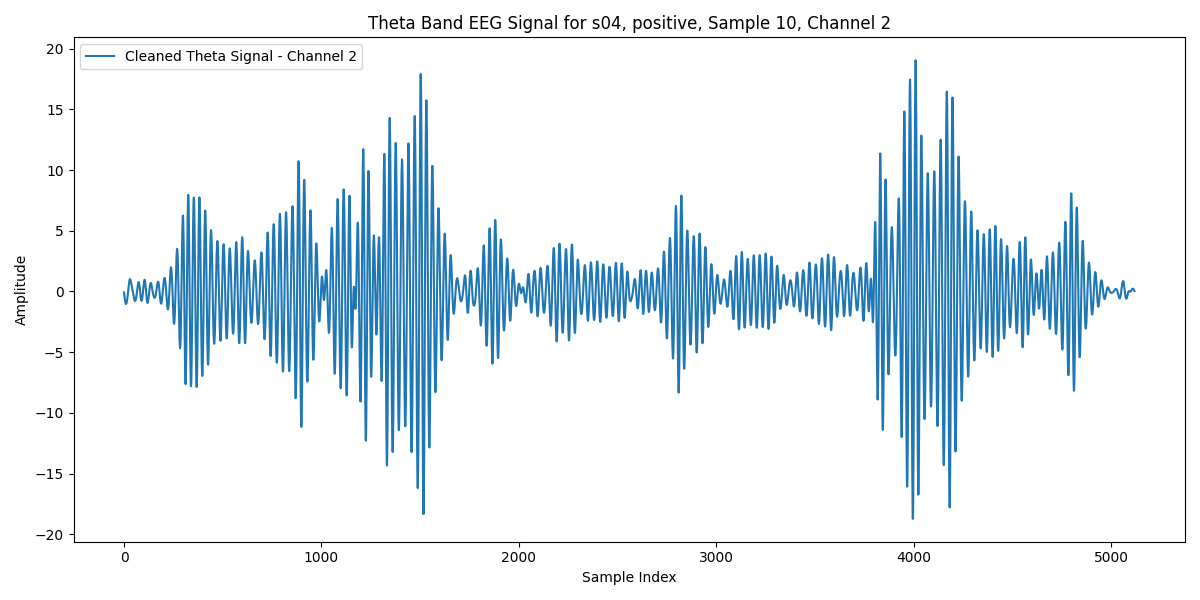 Theta Band EEG Signal for s04, positive, Sample 10, Channel 2
Cleaned Theta Signal - Channel 2
Amplitude
20
15
10
5
0
−5
−10
−15
−20
0 1000 2000 3000 4000 5000
Sample Index